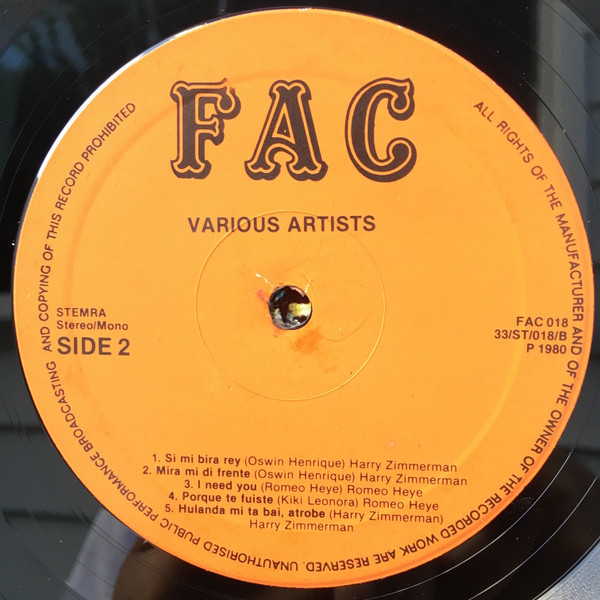 FAC
VARIOUS ARTISTS
STEMRA
Stereo/Mono
SIDE 2
FAC 018
33/ST/018/B
P 1980
1. Si mi bira rey (Oswin Henrique) Harry Zimmerman
2. Mira mi di frente (Oswin Henrique) Harry Zimmerman
3. I need you (Romeo Heye) Romeo Heye
4. Porque te fuiste (Kiki Leonora) Romeo Heye
5. Hulanda mi ta bai, atrobe (Harry Zimmerman)
Harry Zimmerman
ALL RIGHTS OF THE MANUFACTURER AND OF THE OWNER OF THE RECORDED WORK ARE RESERVED. UNAUTHORISED PUBLIC PERFORMANCE BROADCASTING AND COPYING OF THIS RECORD PROHIBITED